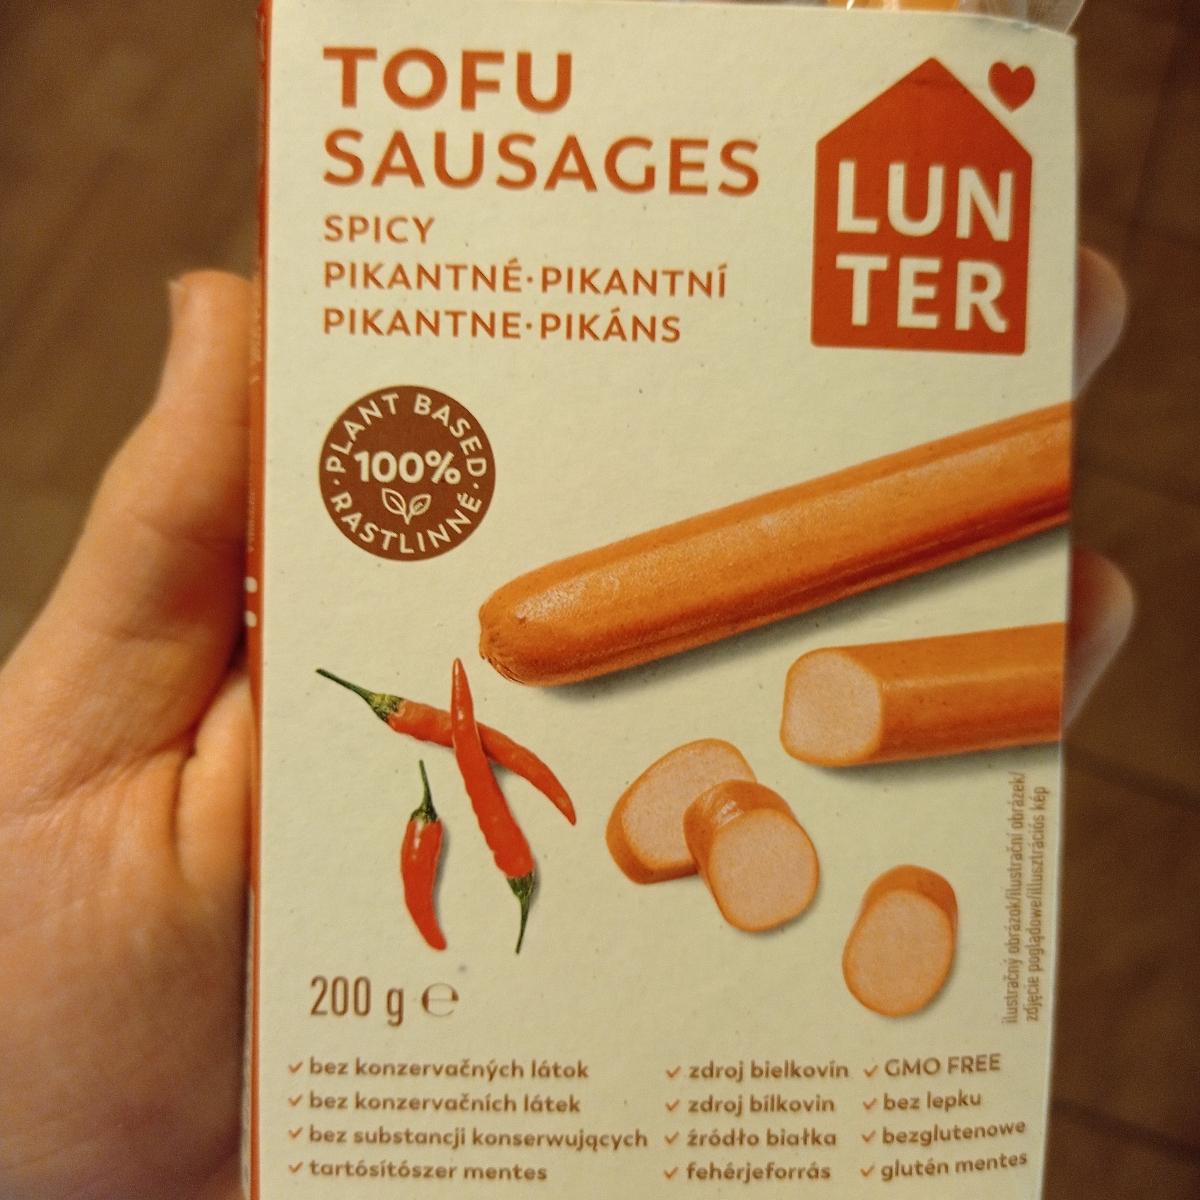 TOFU
SAUSAGES
SPICY
PIKANTNÉ·PIKANTNÍ
PIKANTNE·PIKÁNS
LUN
TER
·PLANT BASED·
100%
RASTLINNÉ
ilustračný obrázok/ilustrační obrázek/
zdjęcie poglądowe/illusztrációs kép
200 g ℮
✓ bez konzervačných látok
✓ bez konzervačních látek
✓ bez substancji konserwujących
✓ tartósítószer mentes
✓ zdroj bielkovín
✓ zdroj bílkovin
✓ źródło białka
✓ fehérjeforrás
✓ GMO FREE
✓ bez lepku
✓ bezglutenowe
✓ glutén mentes